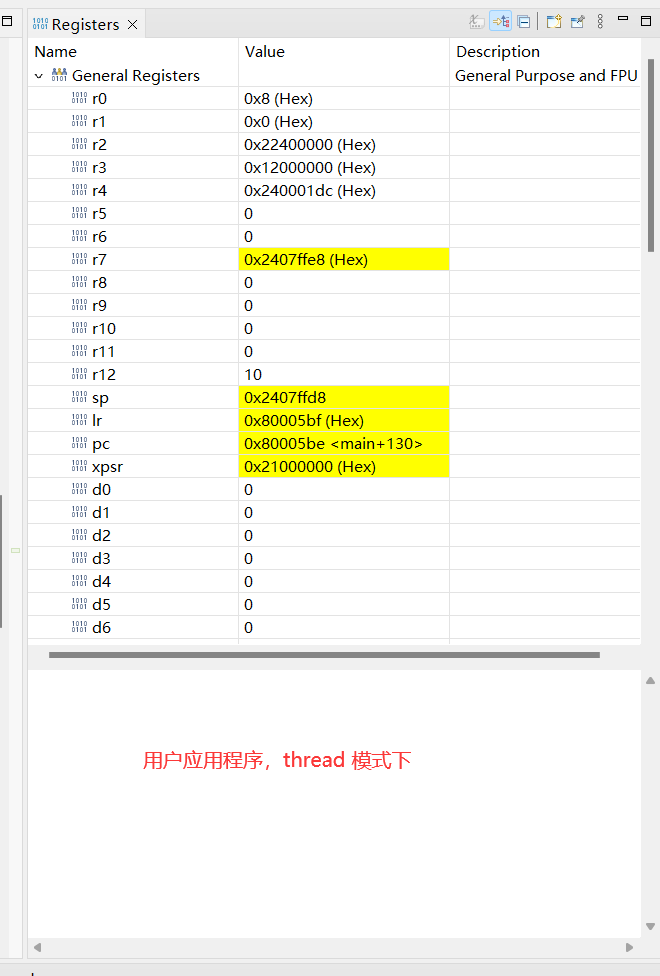 Registers
Name Value Description
General Registers General Purpose and FPU
r0 0x8 (Hex)
r1 0x0 (Hex)
r2 0x22400000 (Hex)
r3 0x12000000 (Hex)
r4 0x240001dc (Hex)
r5 0
r6 0
r7 0x2407ffe8 (Hex)
r8 0
r9 0
r10 0
r11 0
r12 10
sp 0x2407ffd8
lr 0x80005bf (Hex)
pc 0x80005be <main+130>
xpsr 0x21000000 (Hex)
d0 0
d1 0
d2 0
d3 0
d4 0
d5 0
d6 0
用户应用程序，thread 模式下